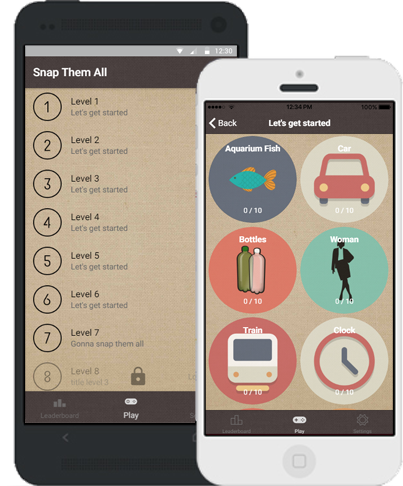 12:30
Snap Them All
1
Level 1
Let's get started
2
Level 2
Let's get started
3
Level 3
Let's get started
4
Level 4
Let's get started
5
Level 5
Let's get started
6
Level 6
Let's get started
7
Level 7
Gonna snap them all
8
Level 8
title level 3
Leaderboard
Play
12:34 PM
100%
Back
Let's get started
Aquarium Fish
0 / 10
Car
0 / 10
Bottles
0 / 10
Woman
0 / 10
Train
0 / 10
Clock
0 / 10
Leaderboard
Play
Settings